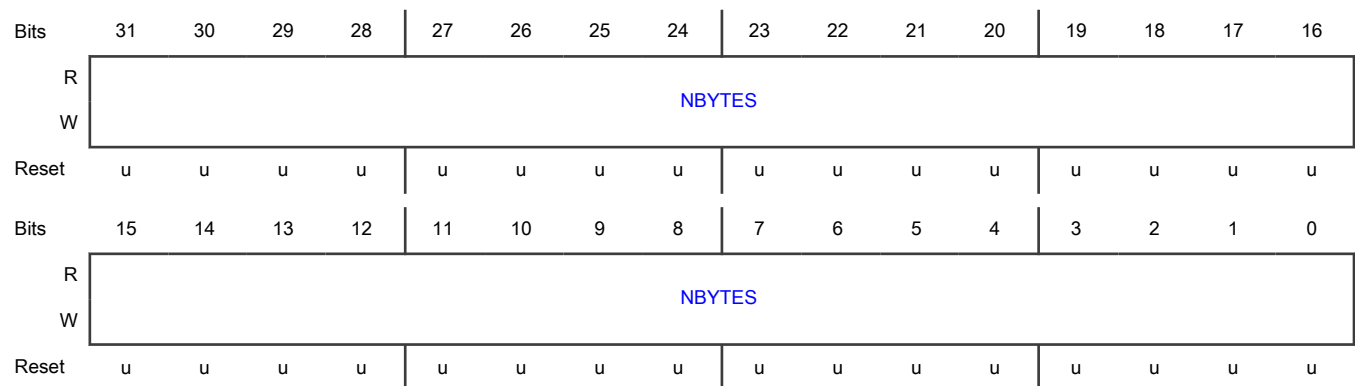 Bits 31 30 29 28 27 26 25 24 23 22 21 20 19 18 17 16
R
NBYTES
W
Reset u u u u u u u u u u u u u u u u
Bits 15 14 13 12 11 10 9 8 7 6 5 4 3 2 1 0
R
NBYTES
W
Reset u u u u u u u u u u u u u u u u